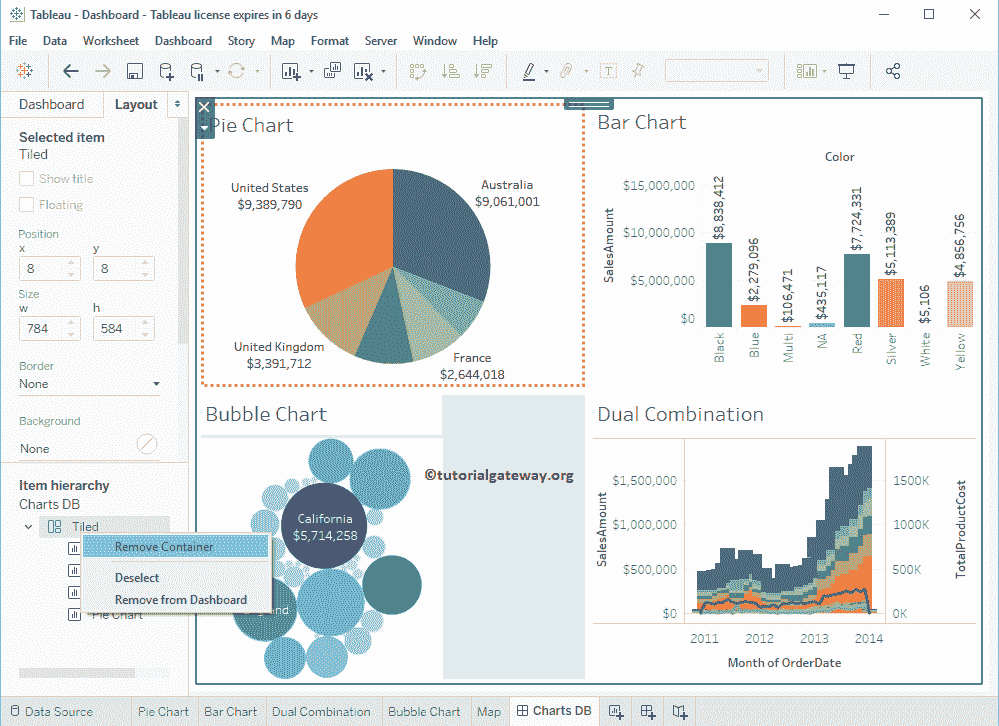 Tableau - Dashboard - Tableau license expires in 6 days
File Data Worksheet Dashboard Story Map Format Server Window Help
Dashboard Layout
Selected item
Tiled
Show title
Floating
Position
x y
8 8
Size
w h
784 584
Border
None
Background
None
Item hierarchy
Charts DB
Tiled
Remove Container
Deselect
Remove from Dashboard
Pie Chart
Pie Chart
United States
$9,389,790
Australia
$9,061,001
United Kingdom
$3,391,712
France
$2,644,018
Bar Chart
Color
SalesAmount
$15,000,000
$10,000,000
$5,000,000
$0
$8,838,412
$2,279,096
$106,471
$435,117
$7,724,331
$5,113,389
$5,106
$4,856,756
Black
Blue
Multi
NA
Red
Silver
White
Yellow
Bubble Chart
©tutorialgateway.org
California
$5,714,258
Dual Combination
SalesAmount
$1,500,000
$1,000,000
$500,000
$0
1500K
1000K
500K
0K
TotalProductCost
2011 2012 2013 2014
Month of OrderDate
Data Source Pie Chart Bar Chart Dual Combination Bubble Chart Map Charts DB